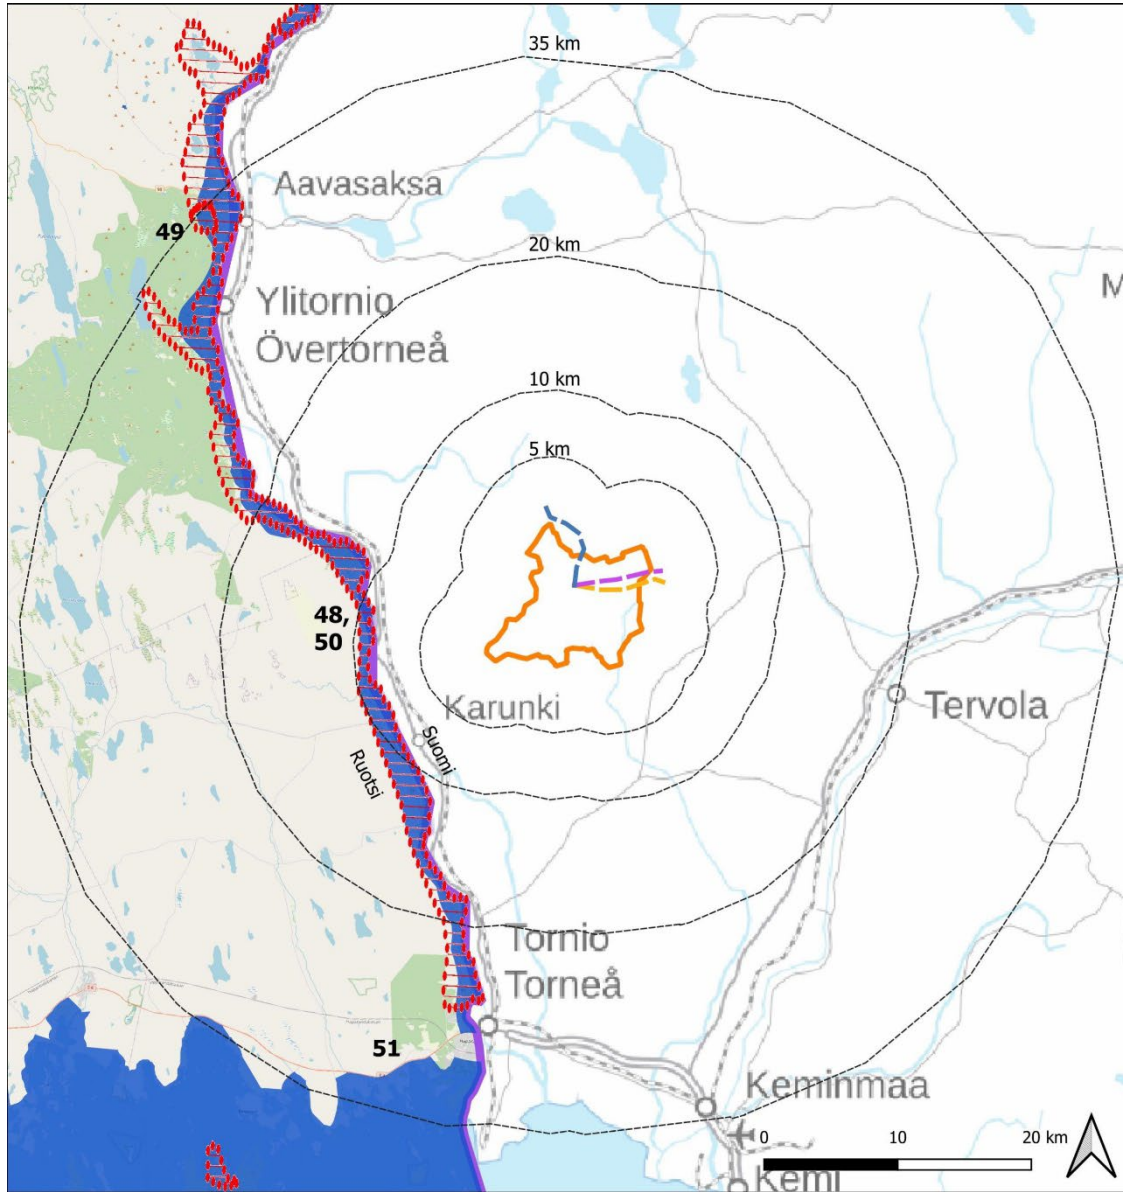 35 km
Aavasaksa
49
20 km
Ylitornio
Övertorneå
M
10 km
5 km
48,
50
Karunki
Suomi
Ruotsi
Tervola
Tornio
Torneå
51
Keminmaa
0 10 20 km
Kemi